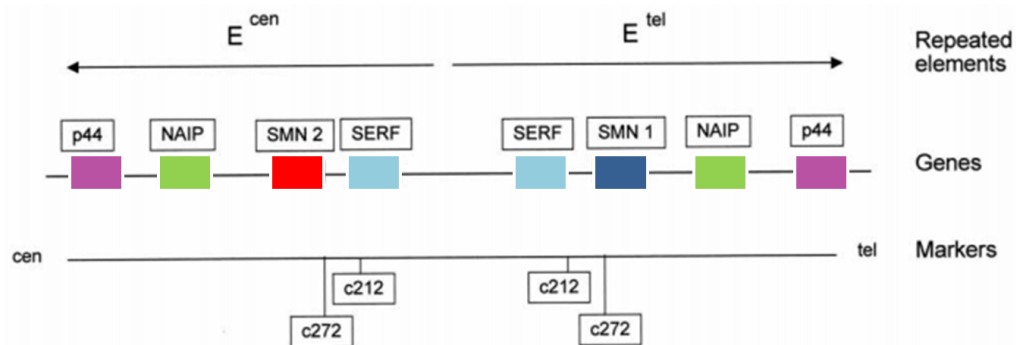 E cen
E tel
Repeated
elements
p44
NAIP
SMN 2
SERF
SERF
SMN 1
NAIP
p44
Genes
cen
tel
Markers
c212
c212
c272
c272